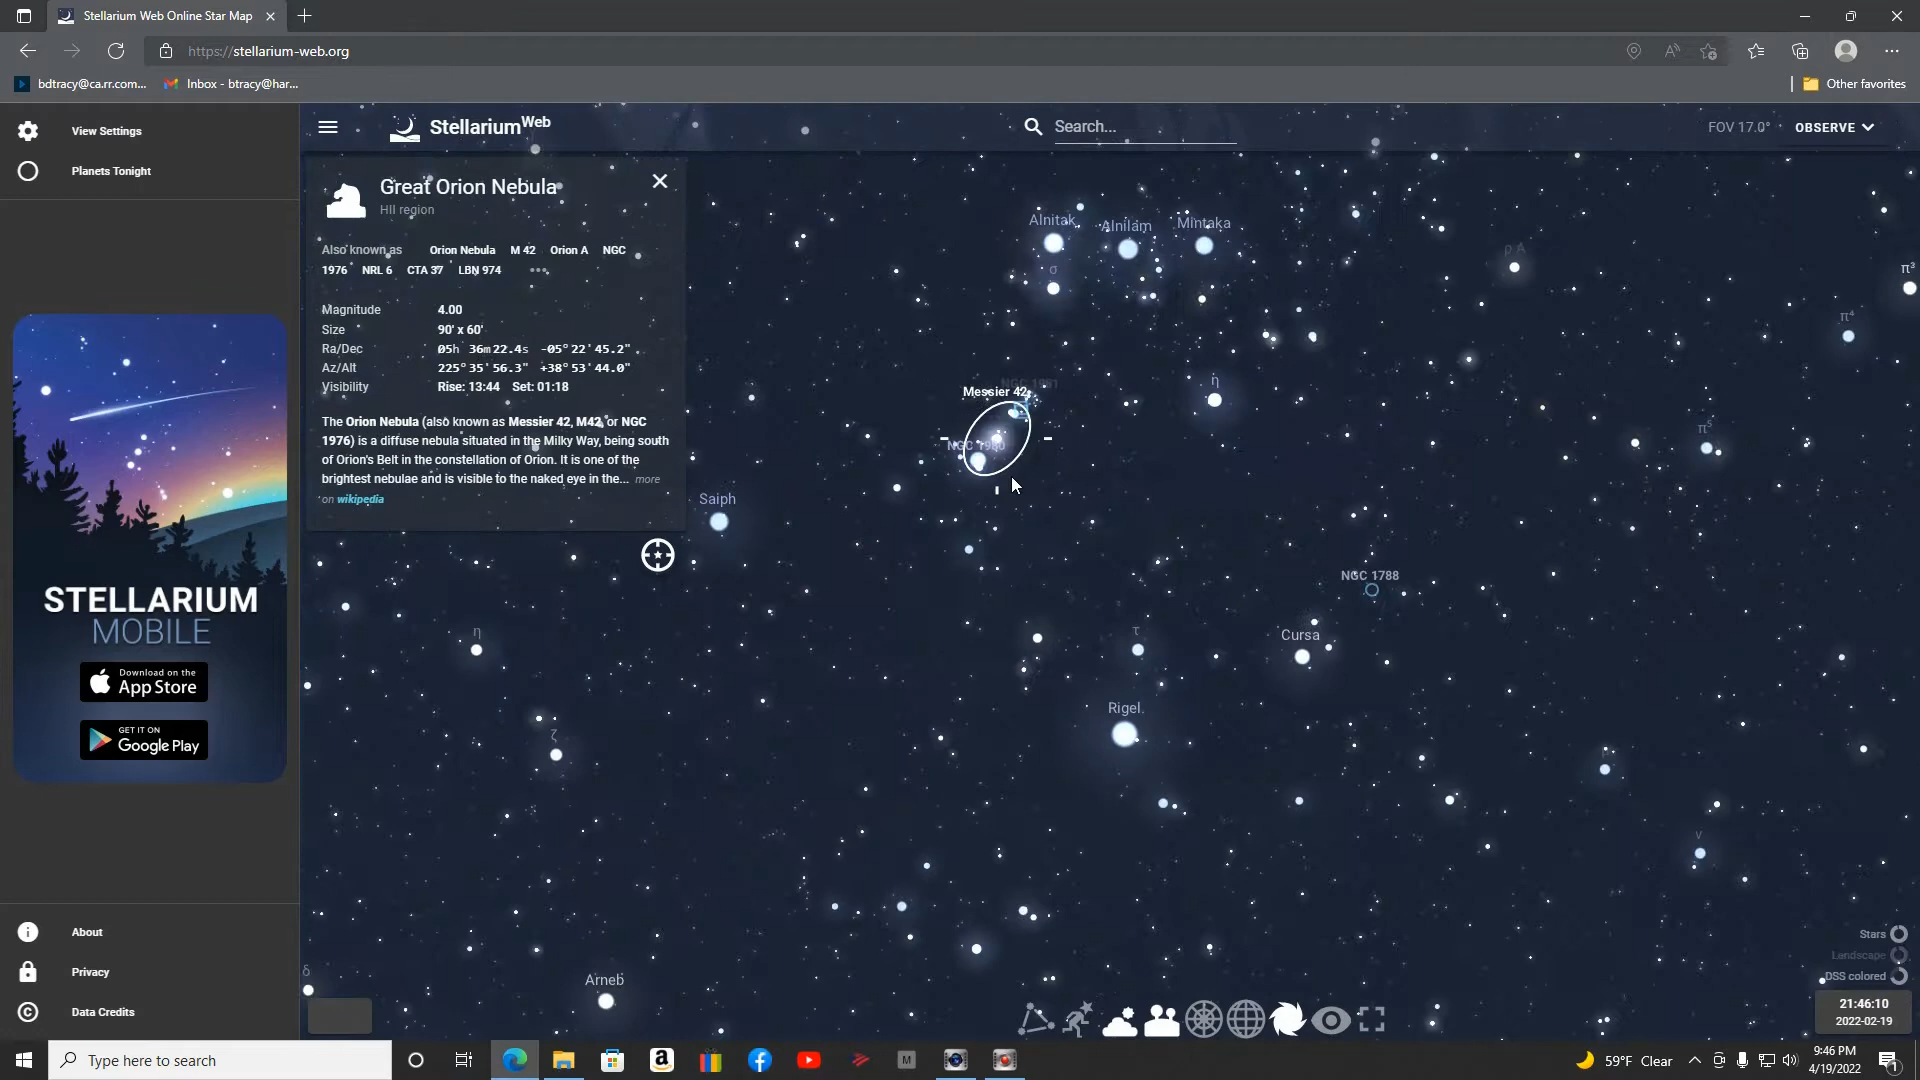 Stellarium Web Online Star Map
https://stellarium-web.org
bdtracy@ca.rr.com...
Inbox - btracy@har...
Other favorites
View Settings
Planets Tonight
StellariumWeb
Search...
FOV 17.0°
OBSERVE
Great Orion Nebula
HII region
Also known as Orion Nebula M 42 Orion A NGC
1976 NRL 6 CTA 37 LBN 974 •••
Magnitude 4.00
Size 90' x 60'
Ra/Dec 05h 36m 22.4s -05° 22' 45.2"
Az/Alt 225° 35' 56.3" +38° 53' 44.0"
Visibility Rise: 13:44 Set: 01:18
The Orion Nebula (also known as Messier 42, M42, or NGC
1976) is a diffuse nebula situated in the Milky Way, being south
of Orion's Belt in the constellation of Orion. It is one of the
brightest nebulae and is visible to the naked eye in the... more
on wikipedia
Alnitak
Alnilam
Mintaka
σ
π³
π⁴
NGC 1981
Messier 42
η
π⁵
NGC 1980
Saiph
NGC 1788
η
τ
Cursa
Rigel
ζ
ν
δ
Arneb
STELLARIUM
MOBILE
Download on the
App Store
GET IT ON
Google Play
About
Privacy
Data Credits
Stars
Landscape
DSS colored
21:46:10
2022-02-19
Type here to search
a
M
59°F Clear
9:46 PM
4/19/2022
1